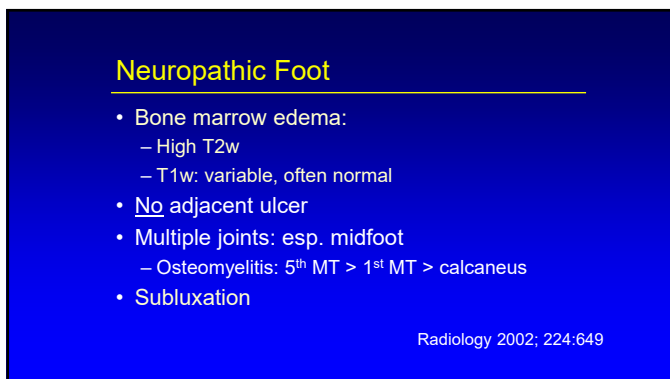 Neuropathic Foot
• Bone marrow edema:
– High T2w
– T1w: variable, often normal
• No adjacent ulcer
• Multiple joints: esp. midfoot
– Osteomyelitis: 5th MT > 1st MT > calcaneus
• Subluxation
Radiology 2002; 224:649